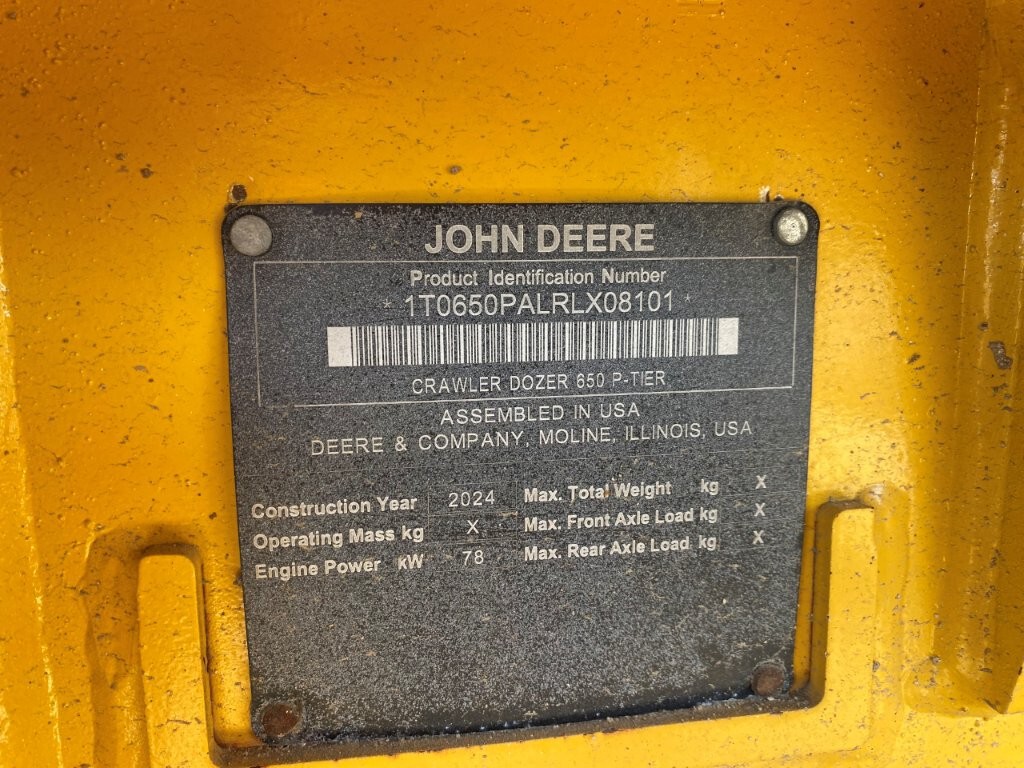 JOHN DEERE
Product Identification Number
* 1T0650PALRLX08101 *
CRAWLER DOZER 650 P-TIER
ASSEMBLED IN USA
DEERE & COMPANY, MOLINE, ILLINOIS, USA
Construction Year 2024 Max. Total Weight kg X
Operating Mass kg X Max. Front Axle Load kg X
Engine Power kW 78 Max. Rear Axle Load kg X